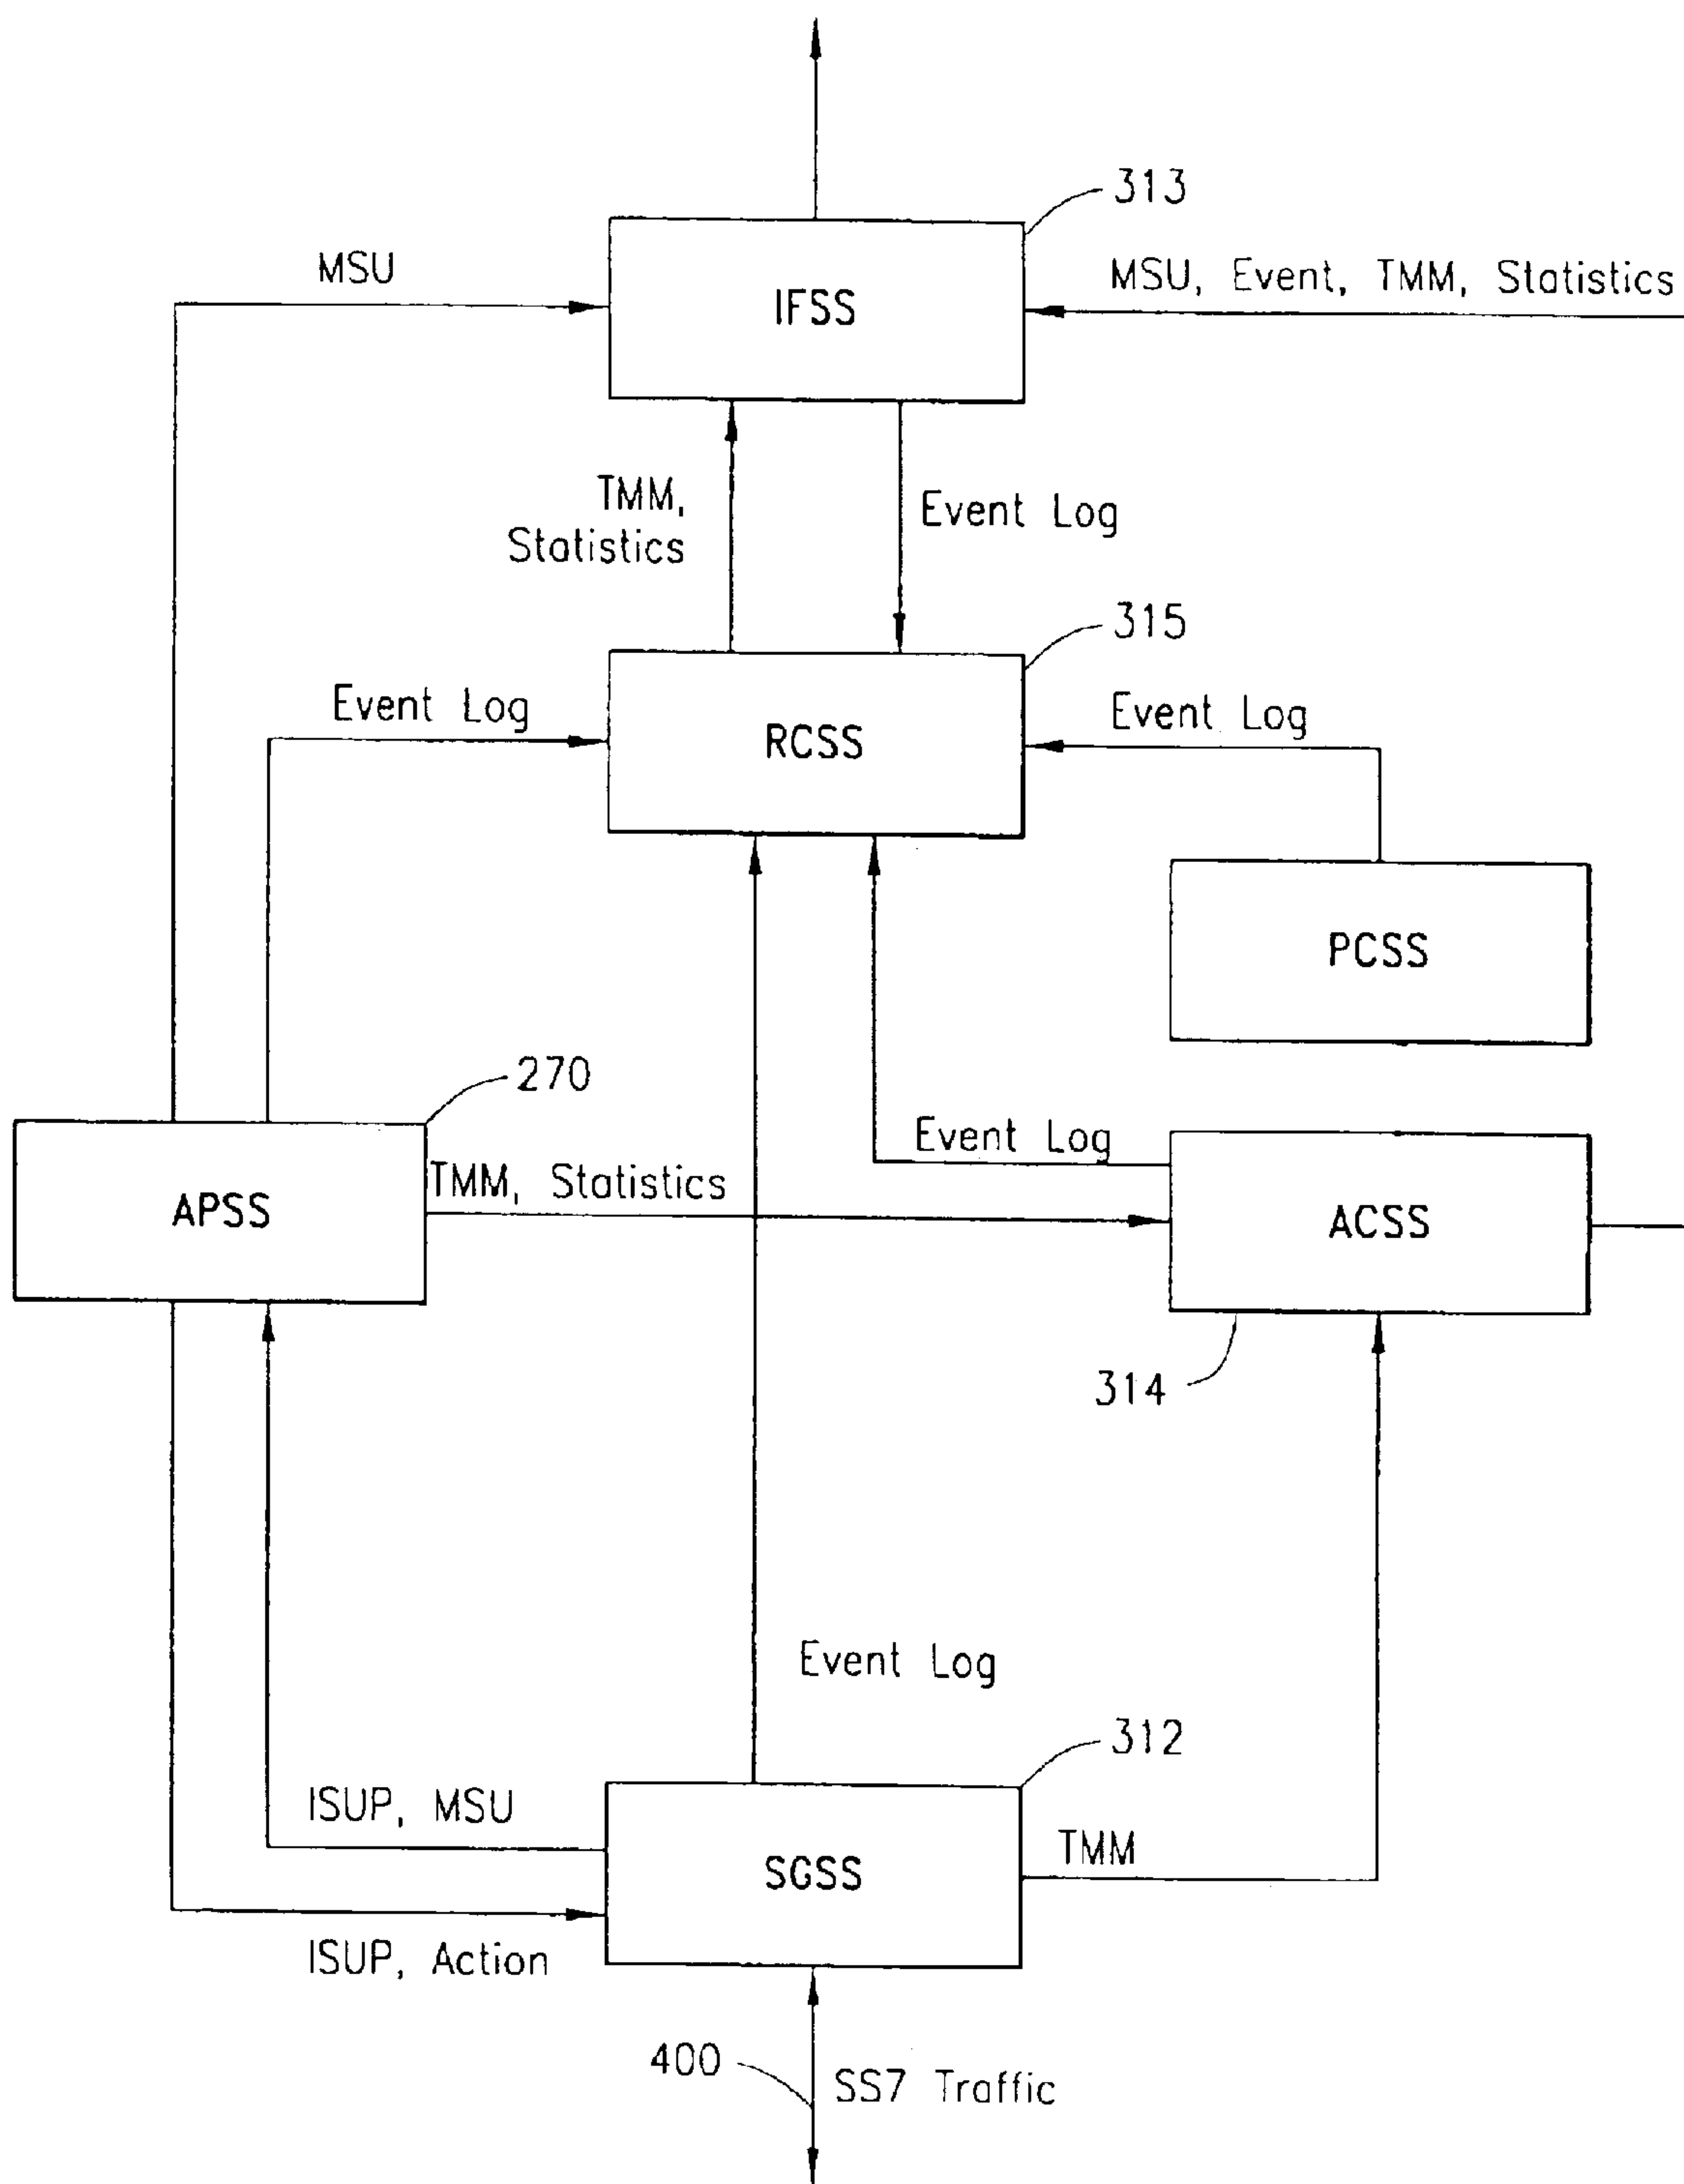 313
MSU
MSU, Event, TMM, Statistics
IFSS
TMM,
Statistics
Event Log
315
Event Log
Event Log
RCSS
PCSS
270
Event Log
TMM, Statistics
APSS
ACSS
314
Event Log
312
ISUP, MSU
TMM
SGSS
ISUP, Action
400
SS7 Traffic